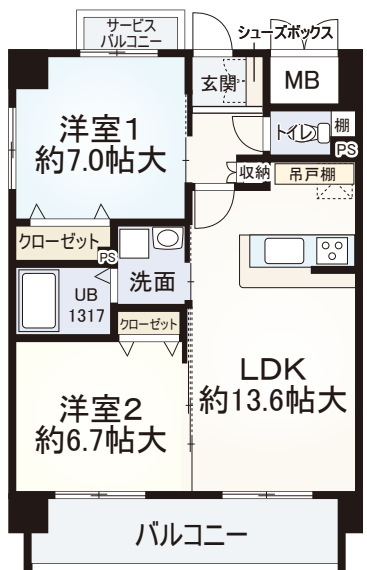 サービス
バルコニー
シューズボックス
玄関
MB
洋室1
約7.0帖大
トイレ
棚
PS
収納
吊戸棚
クローゼット
PS
洗面
UB
1317
クローゼット
LDK
約13.6帖大
洋室2
約6.7帖大
バルコニー